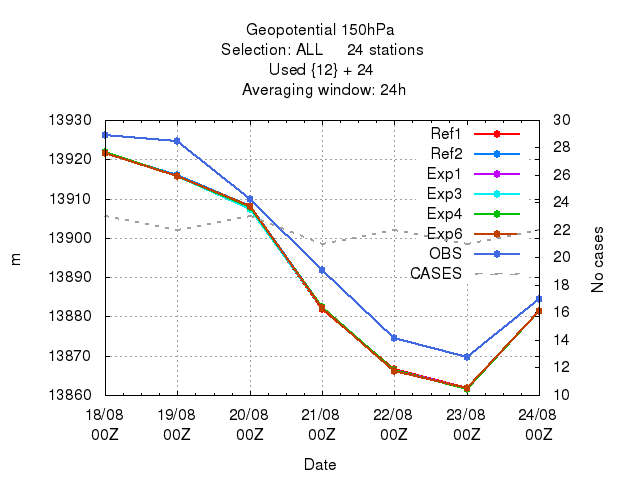 Geopotential 150hPa
Selection: ALL 24 stations
Used {12} + 24
Averaging window: 24h
13930
13920
13910
13900
13890
13880
13870
13860
m
30
28
26
24
22
20
18
16
14
12
10
No cases
Ref1
Ref2
Exp1
Exp3
Exp4
Exp6
OBS
CASES
18/08 19/08 20/08 21/08 22/08 23/08 24/08
00Z 00Z 00Z 00Z 00Z 00Z 00Z
Date